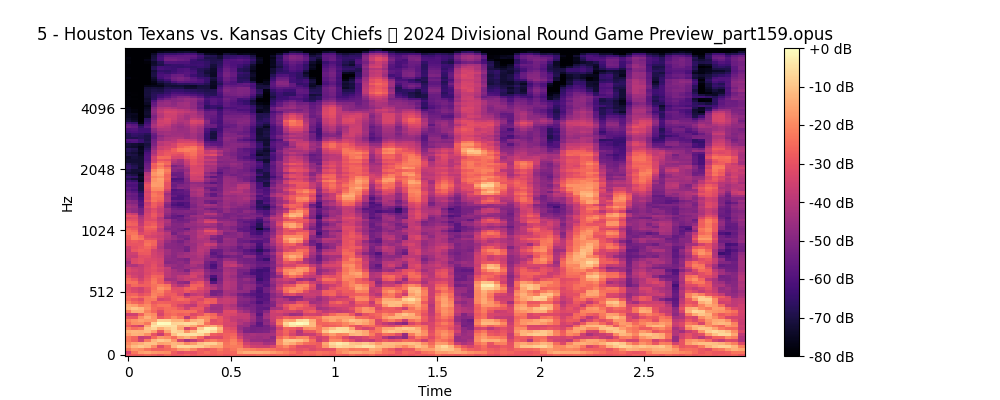 5 - Houston Texans vs. Kansas City Chiefs ▯ 2024 Divisional Round Game Preview_part159.opus
+0 dB
4096
-10 dB
-20 dB
2048
-30 dB
Hz
-40 dB
1024
-50 dB
512
-60 dB
-70 dB
0
-80 dB
0 0.5 1 1.5 2 2.5
Time